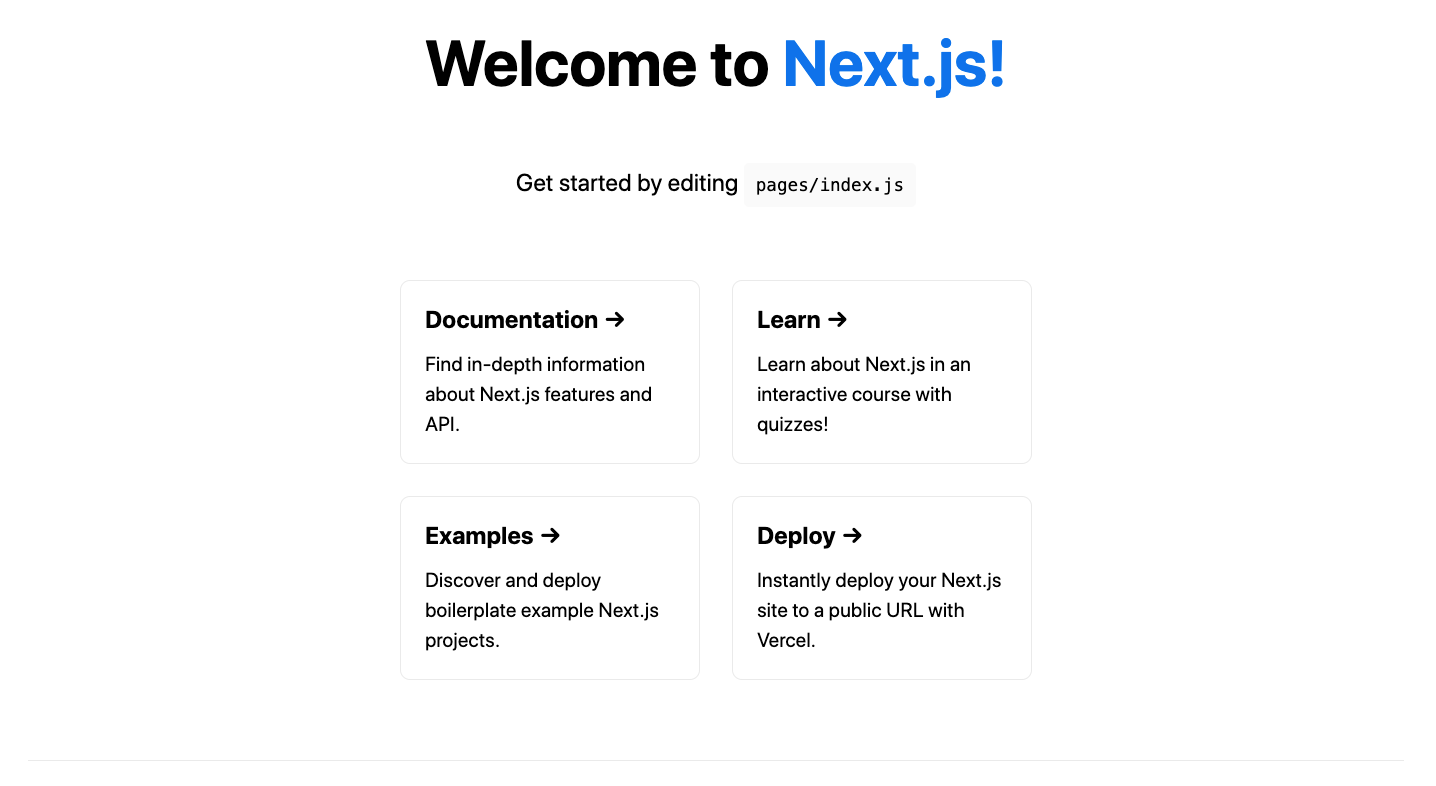 Welcome to Next.js!
Get started by editing pages/index.js
Documentation →
Find in-depth information
about Next.js features and
API.
Learn →
Learn about Next.js in an
interactive course with
quizzes!
Examples →
Discover and deploy
boilerplate example Next.js
projects.
Deploy →
Instantly deploy your Next.js
site to a public URL with
Vercel.